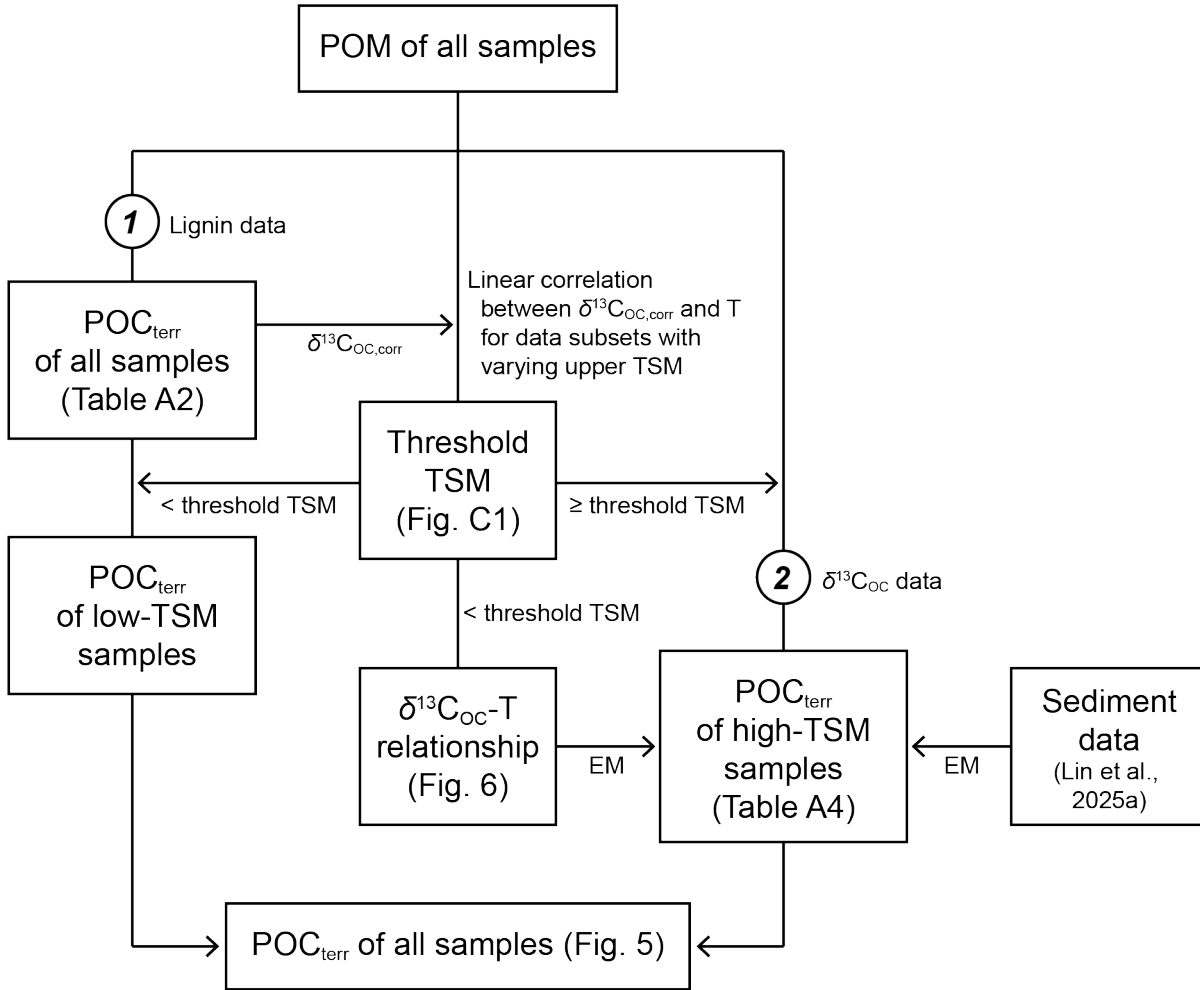 POM of all samples
1
Lignin data
POCterr
of all samples
(Table A2)
δ¹³COC,corr
Linear correlation
between δ¹³COC,corr and T
for data subsets with
varying upper TSM
Threshold
TSM
(Fig. C1)
< threshold TSM
≥ threshold TSM
POCterr
of low-TSM
samples
2
δ¹³COC data
< threshold TSM
δ¹³COC-T
relationship
(Fig. 6)
EM
POCterr
of high-TSM
samples
(Table A4)
EM
Sediment
data
(Lin et al.,
2025a)
POCterr of all samples (Fig. 5)